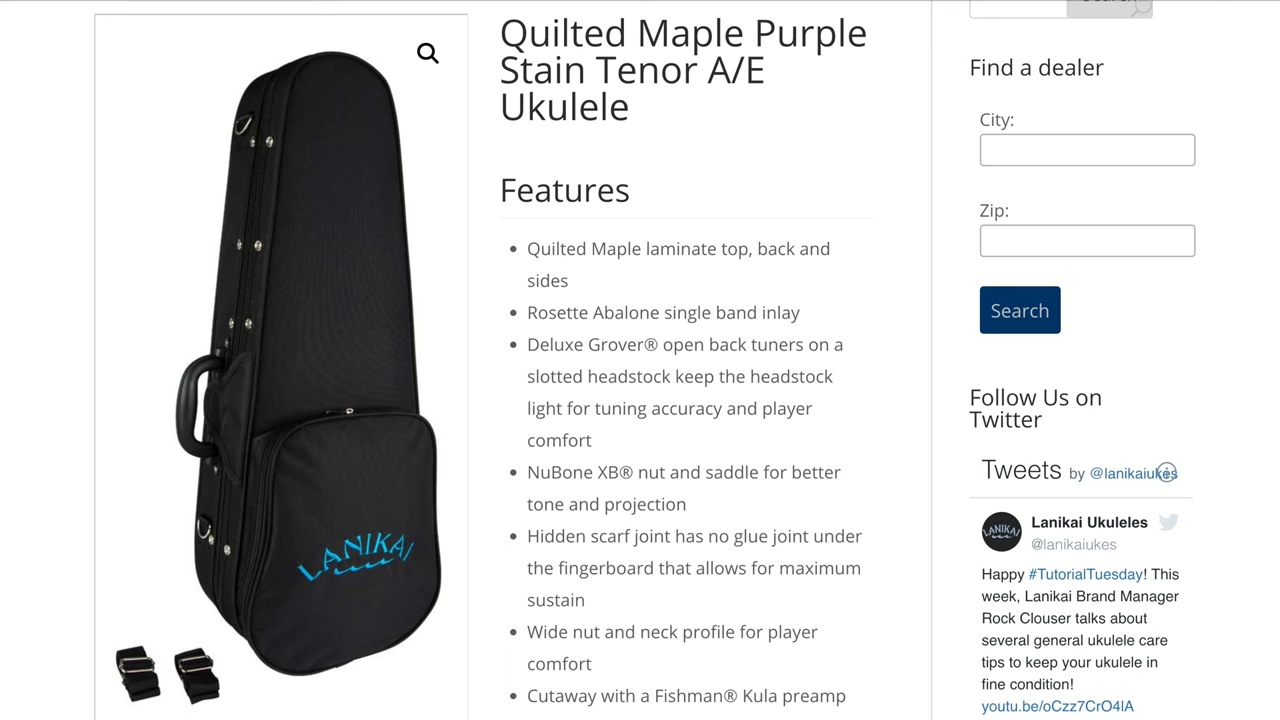 Quilted Maple Purple
Stain Tenor A/E
Ukulele
Features
Quilted Maple laminate top, back and
sides
Rosette Abalone single band inlay
Deluxe Grover® open back tuners on a
slotted headstock keep the headstock
light for tuning accuracy and player
comfort
NuBone XB® nut and saddle for better
tone and projection
Hidden scarf joint has no glue joint under
the fingerboard that allows for maximum
sustain
Wide nut and neck profile for player
comfort
Cutaway with a Fishman® Kula preamp
LANIKAI
Find a dealer
City:
Zip:
Search
Follow Us on
Twitter
Tweets by @lanikaiukes
LANIKAI
Lanikai Ukuleles
@lanikaiukes
Happy #TutorialTuesday! This
week, Lanikai Brand Manager
Rock Clouser talks about
several general ukulele care
tips to keep your ukulele in
fine condition!
youtu.be/oCzz7CrO4lA